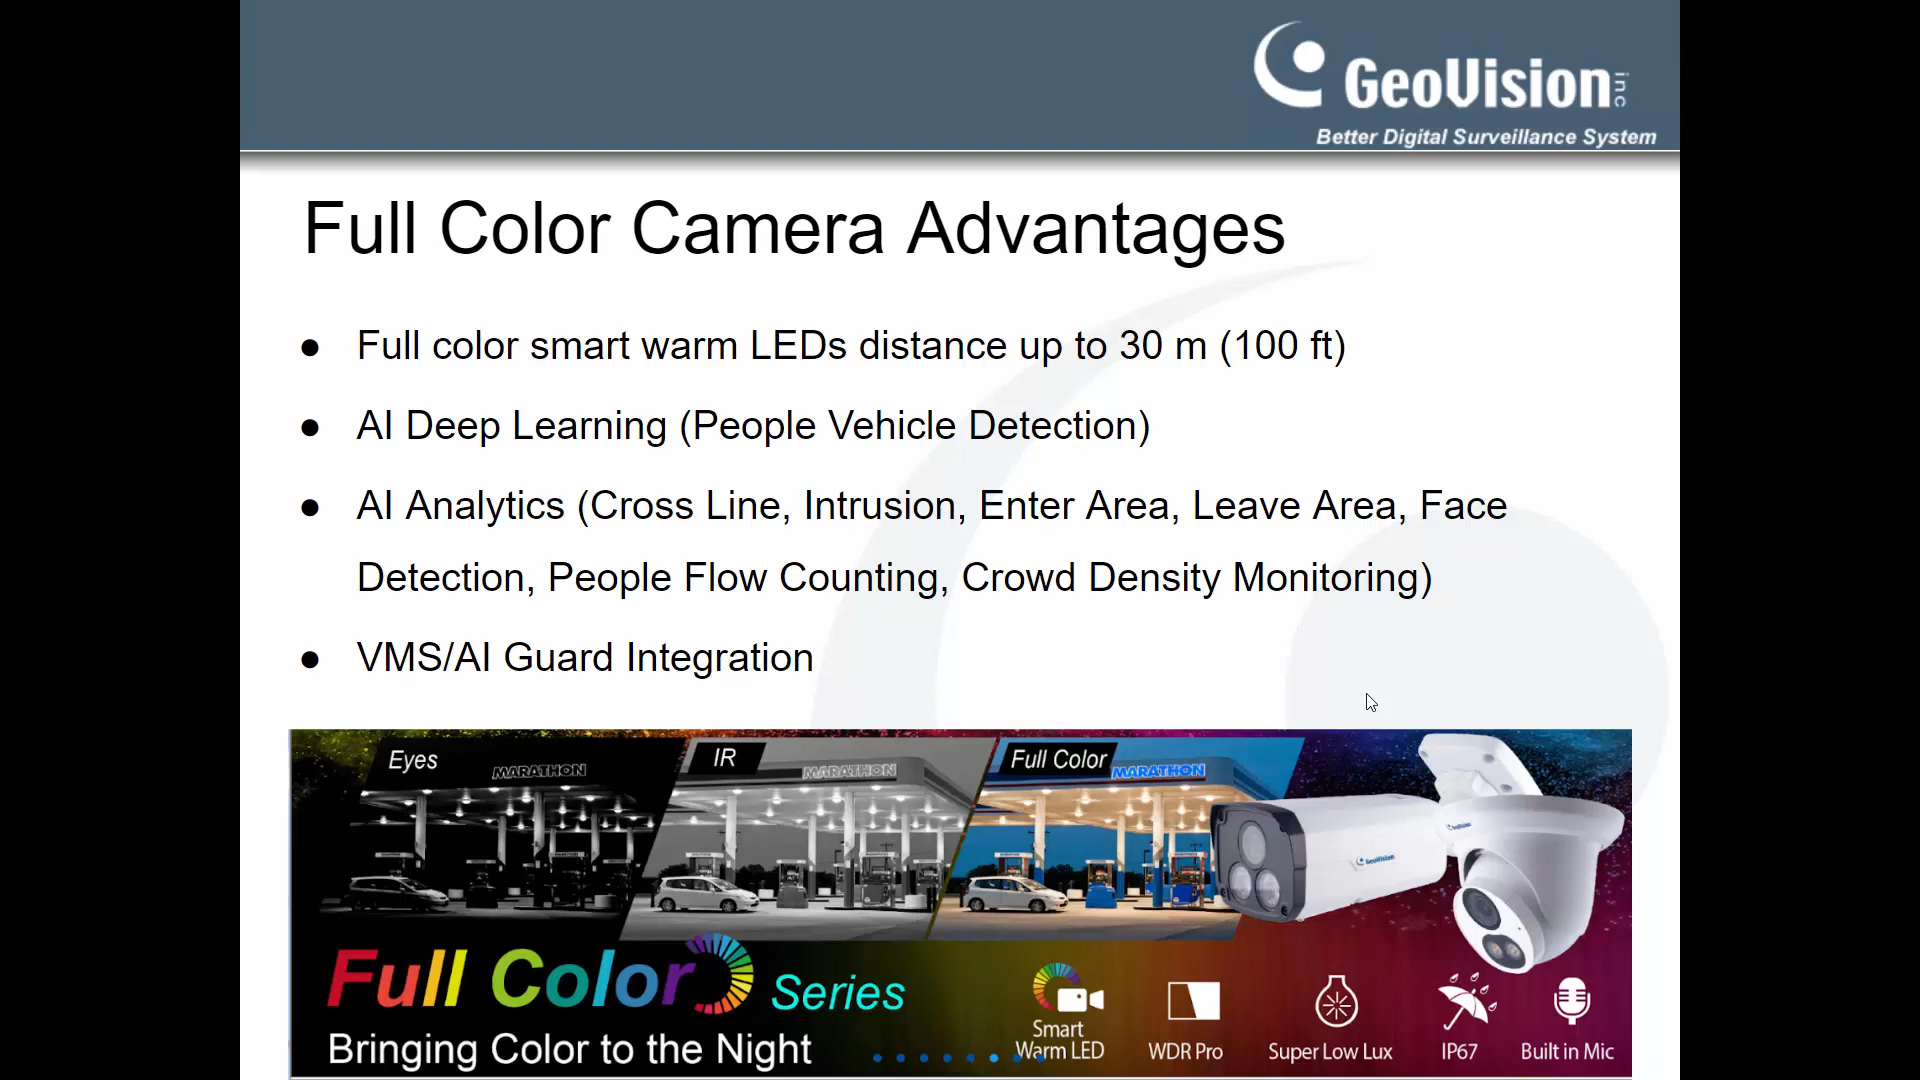 GeoVision inc
Better Digital Surveillance System
Full Color Camera Advantages
● Full color smart warm LEDs distance up to 30 m (100 ft)
● AI Deep Learning (People Vehicle Detection)
● AI Analytics (Cross Line, Intrusion, Enter Area, Leave Area, Face
Detection, People Flow Counting, Crowd Density Monitoring)
● VMS/AI Guard Integration
Eyes
IR
Full Color
MARATHON
MARATHON
MARATHON
GeoVision
GeoVision
Full Color Series
Bringing Color to the Night
Smart
Warm LED
WDR Pro
Super Low Lux
IP67
Built in Mic